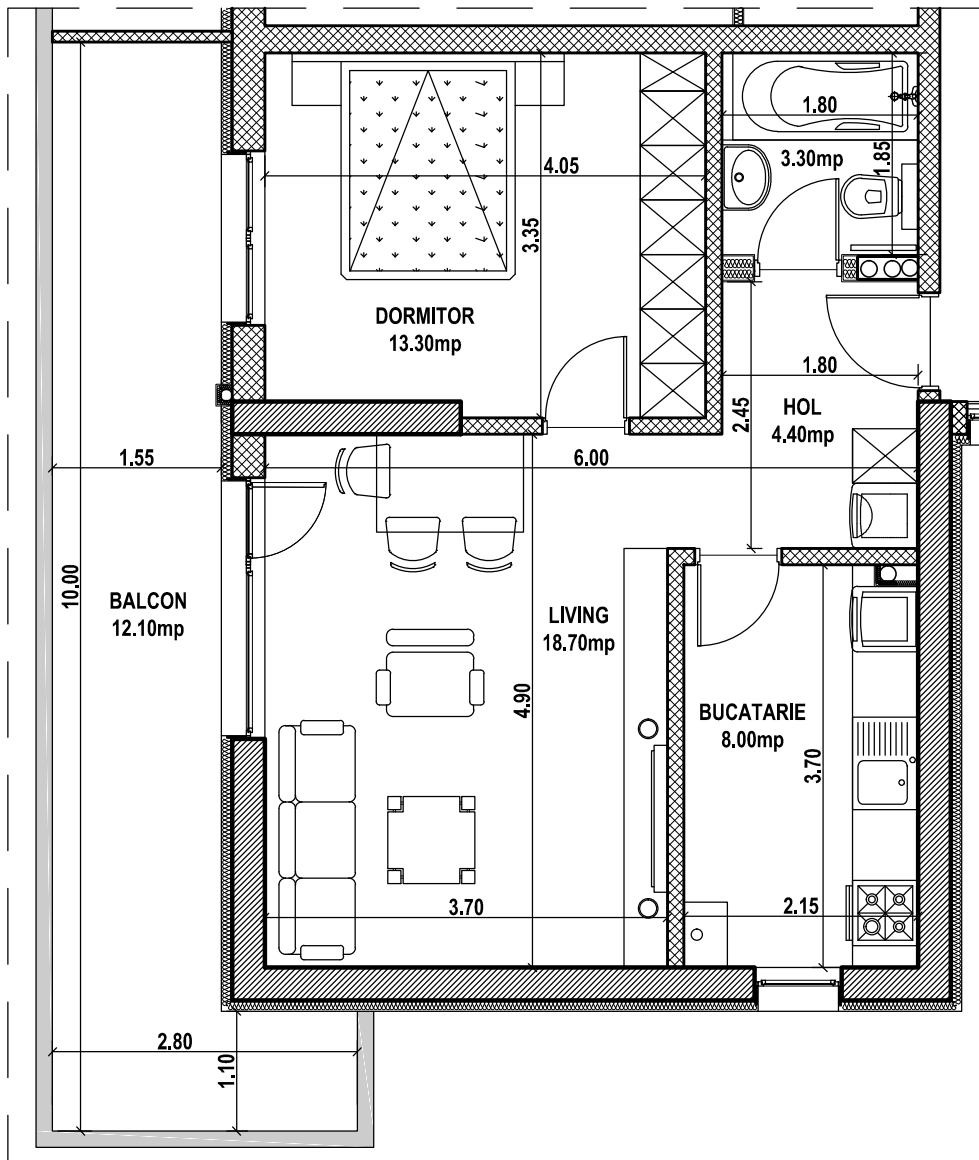 1.80
3.30mp
1.85
4.05
3.35
DORMITOR
13.30mp
1.80
2.45
HOL
4.40mp
1.55
6.00
10.00
BALCON
12.10mp
LIVING
18.70mp
4.90
BUCATARIE
8.00mp
3.70
3.70
2.15
2.80
1.10